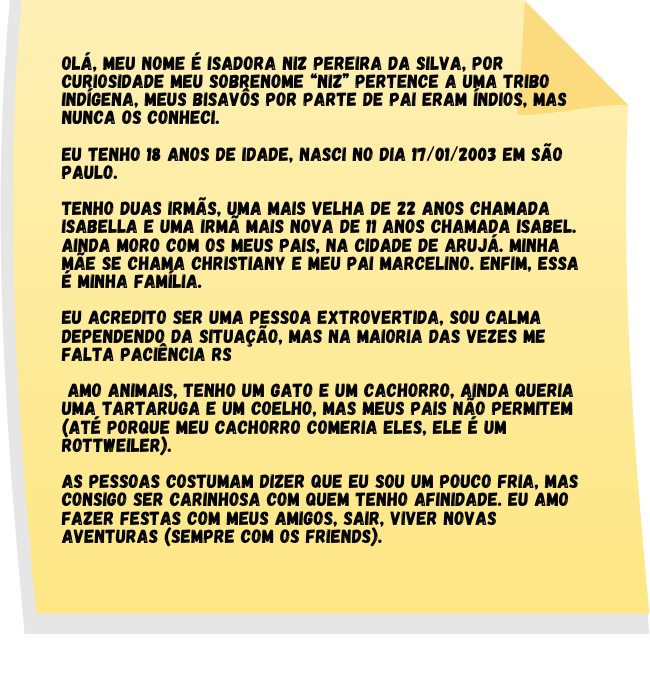 OLÁ, MEU NOME É ISADORA NIZ PEREIRA DA SILVA, POR
CURIOSIDADE MEU SOBRENOME “NIZ” PERTENCE A UMA TRIBO
INDÍGENA, MEUS BISAVÔS POR PARTE DE PAI ERAM ÍNDIOS, MAS
NUNCA OS CONHECI.
EU TENHO 18 ANOS DE IDADE, NASCI NO DIA 17/01/2003 EM SÃO
PAULO.
TENHO DUAS IRMÃS, UMA MAIS VELHA DE 22 ANOS CHAMADA
ISABELLA E UMA IRMÃ MAIS NOVA DE 11 ANOS CHAMADA ISABEL.
AINDA MORO COM OS MEUS PAIS, NA CIDADE DE ARUJÁ. MINHA
MÃE SE CHAMA CHRISTIANY E MEU PAI MARCELINO. ENFIM, ESSA
É MINHA FAMÍLIA.
EU ACREDITO SER UMA PESSOA EXTROVERTIDA, SOU CALMA
DEPENDENDO DA SITUAÇÃO, MAS NA MAIORIA DAS VEZES ME
FALTA PACIÊNCIA RS
AMO ANIMAIS, TENHO UM GATO E UM CACHORRO, AINDA QUERIA
UMA TARTARUGA E UM COELHO, MAS MEUS PAIS NÃO PERMITEM
(ATÉ PORQUE MEU CACHORRO COMERIA ELES, ELE É UM
ROTTWEILER).
AS PESSOAS COSTUMAM DIZER QUE EU SOU UM POUCO FRIA, MAS
CONSIGO SER CARINHOSA COM QUEM TENHO AFINIDADE. EU AMO
FAZER FESTAS COM MEUS AMIGOS, SAIR, VIVER NOVAS
AVENTURAS (SEMPRE COM OS FRIENDS).